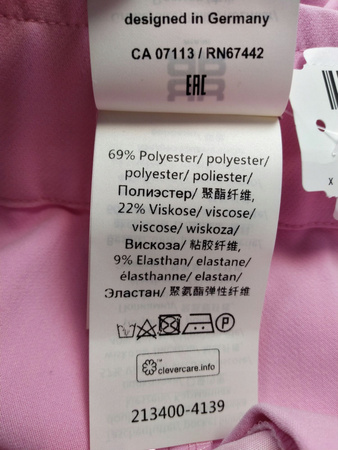 designed in Germany
CA 07113 / RN67442
EAC
69% Polyester/ polyester/
polyester/ poliester/
Полиэстер/ 聚酯纤维,
22% Viskose/ viscose/
viscose/ wiskoza/
Вискоза/ 粘胶纤维,
9% Elasthan/ elastane/
élasthanne/ elastan/
Эластан/ 聚氨酯弹性纤维
P
clevercare.info
TM
213400-4139
X